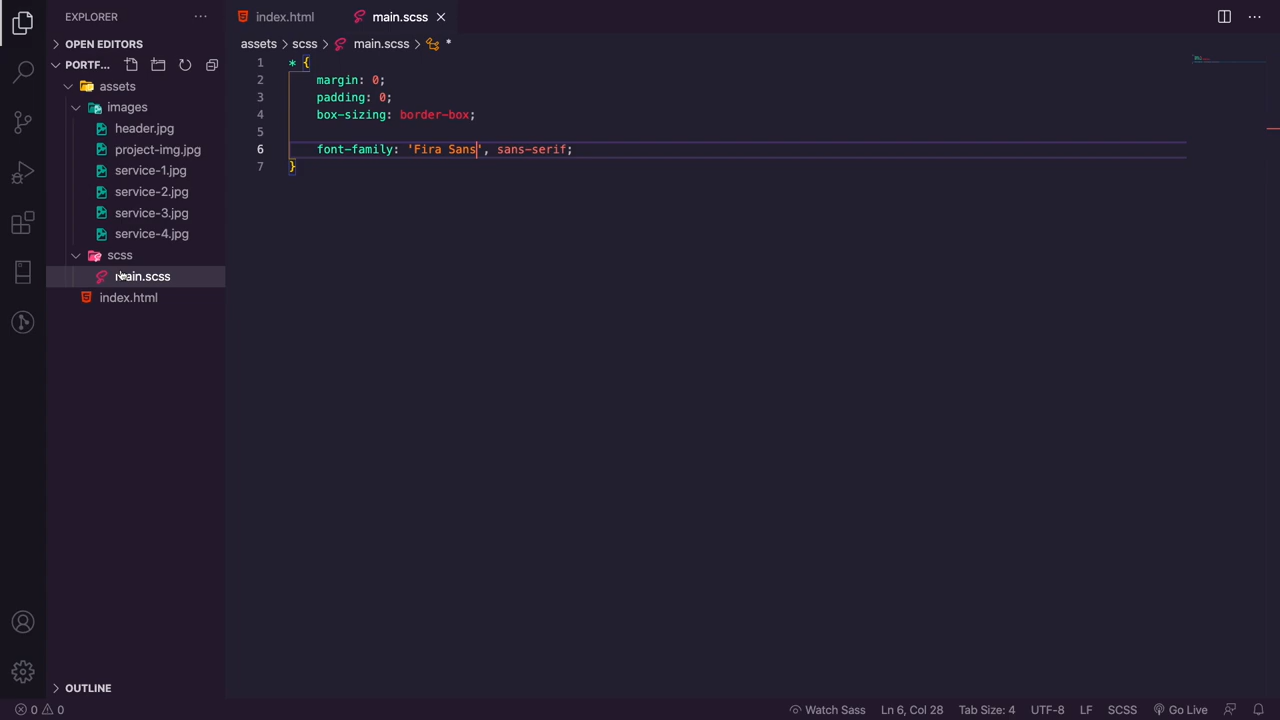 EXPLORER
OPEN EDITORS
PORTF...
assets
images
header.jpg
project-img.jpg
service-1.jpg
service-2.jpg
service-3.jpg
service-4.jpg
scss
main.scss
index.html
OUTLINE
index.html
main.scss
assets > scss > main.scss > *
1 * {
2 margin: 0;
3 padding: 0;
4 box-sizing: border-box;
5
6 font-family: 'Fira Sans', sans-serif;
7 }
0 0
Watch Sass
Ln 6, Col 28
Tab Size: 4
UTF-8
LF
SCSS
Go Live